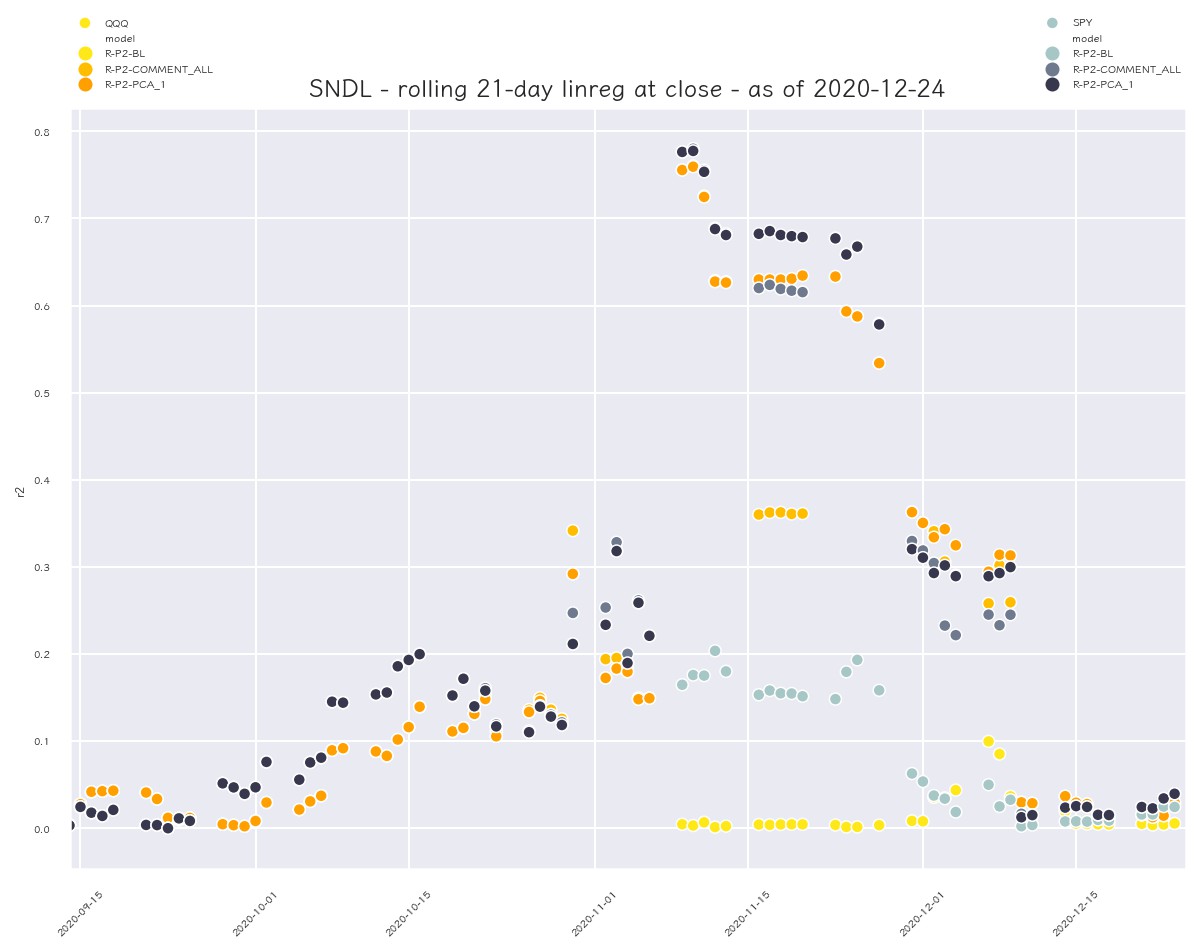 QQQ
model
R-P2-BL
R-P2-COMMENT_ALL
R-P2-PCA_1
SPY
model
R-P2-BL
R-P2-COMMENT_ALL
R-P2-PCA_1
SNDL - rolling 21-day linreg at close - as of 2020-12-24
0.8
0.7
0.6
0.5
0.4
0.3
0.2
0.1
0.0
r2
2020-09-15
2020-10-01
2020-10-15
2020-11-01
2020-11-15
2020-12-01
2020-12-15